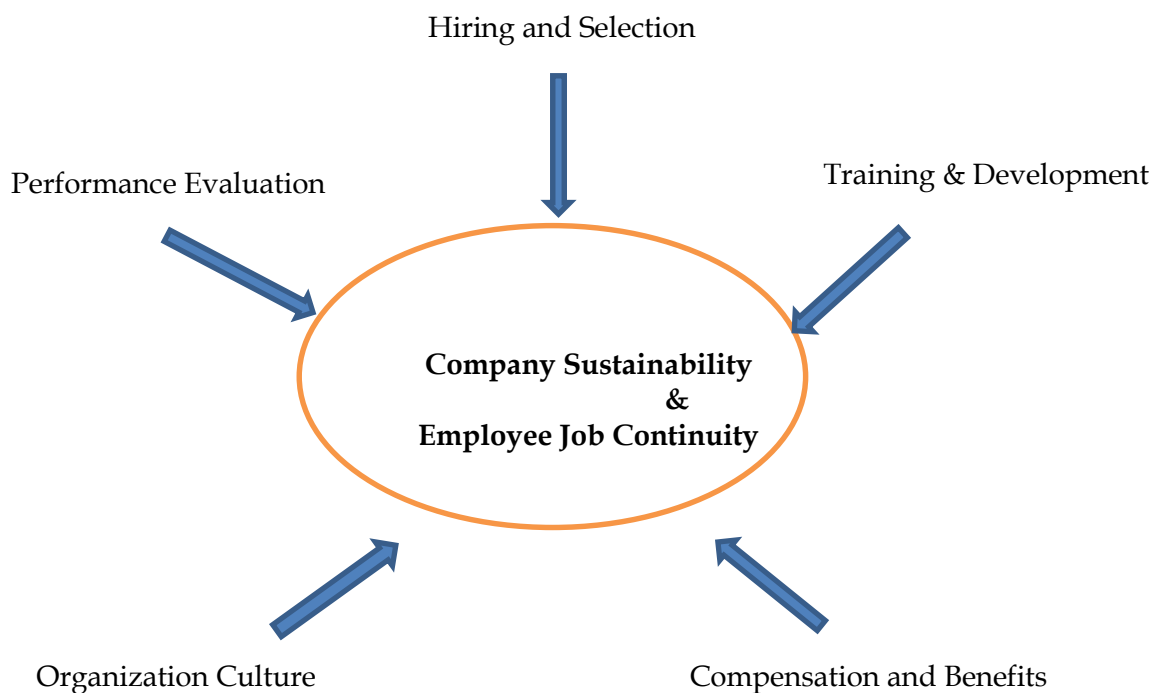 Hiring and Selection
Performance Evaluation
Training & Development
Company Sustainability
&
Employee Job Continuity
Organization Culture
Compensation and Benefits